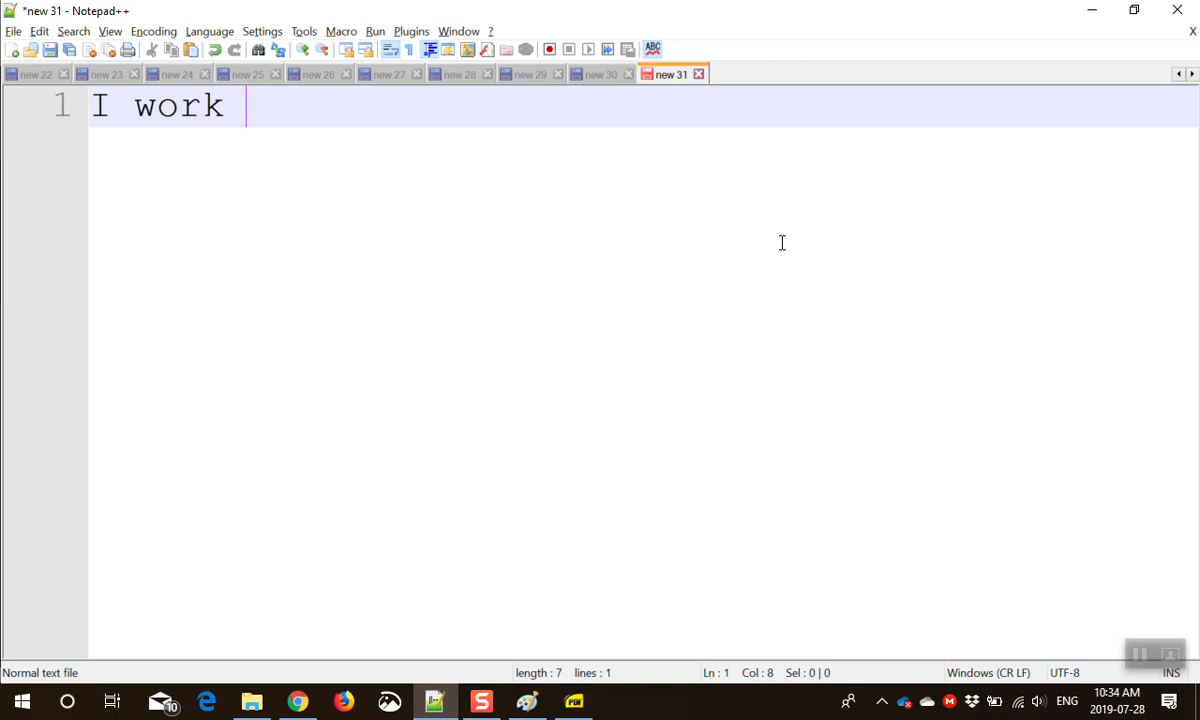 *new 31 - Notepad++
File Edit Search View Encoding Language Settings Tools Macro Run Plugins Window ? X
new 22 new 23 new 24 new 25 new 26 new 27 new 28 new 29 new 30 new 31
1 I work
Normal text file length : 7 lines : 1 Ln : 1 Col : 8 Sel : 0 | 0 Windows (CR LF) UTF-8 INS
10 ENG 10:34 AM
2019-07-28